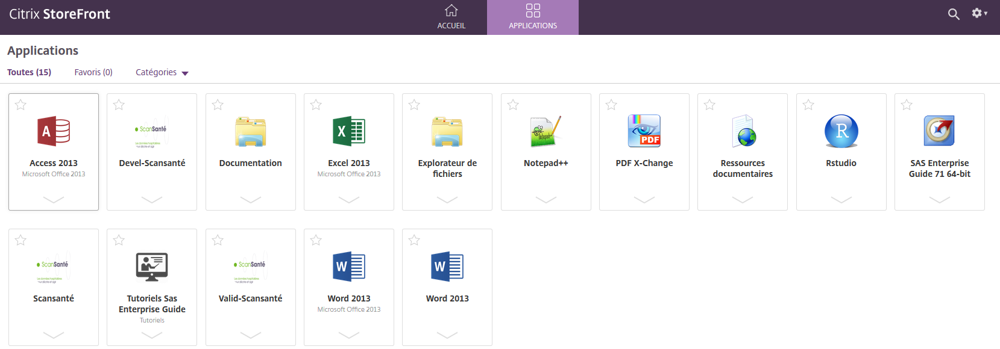 Citrix StoreFront
ACCUEIL
APPLICATIONS
Applications
Toutes (15)
Favoris (0)
Catégories
A
ScanSanté
X
PDF
R
Access 2013
Microsoft Office 2013
Devel-Scansanté
Documentation
Excel 2013
Microsoft Office 2013
Explorateur de
fichiers
Notepad++
PDF X-Change
Ressources
documentaires
Rstudio
SAS Enterprise
Guide 71 64-bit
ScanSanté
ScanSanté
W
W
Scansanté
Tutoriels Sas
Enterprise Guide
Tutoriels
Valid-Scansanté
Word 2013
Microsoft Office 2013
Word 2013